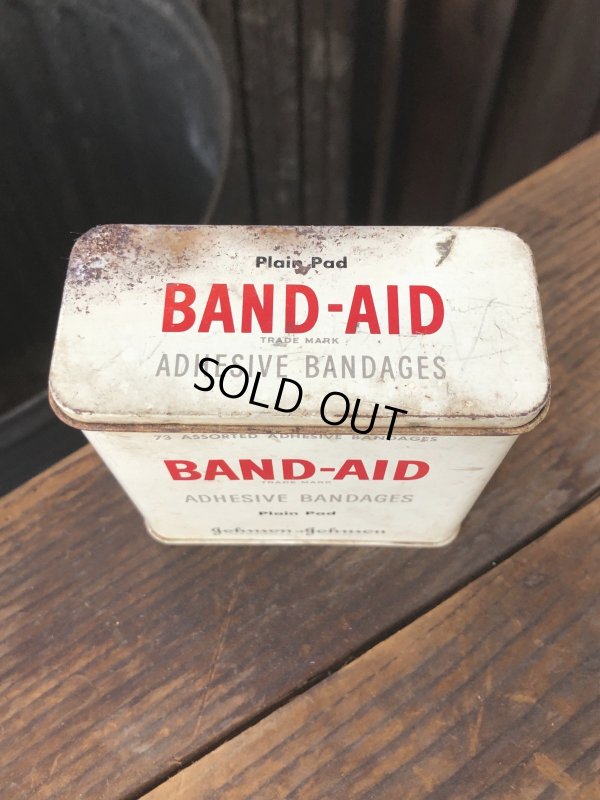 Plain Pad
BAND-AID
TRADE MARK
ADHESIVE BANDAGES
SOLD OUT
73 ASSORTED ADHESIVE BANDAGES
BAND-AID
TRADE MARK
ADHESIVE BANDAGES
Plain Pad
Johnson & Johnson